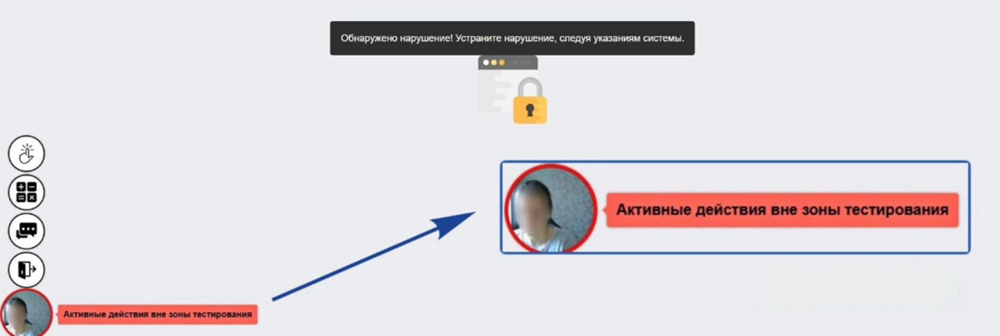 Обнаружено нарушение! Устраните нарушение, следуя указаниям системы.
Активные действия вне зоны тестирования
Активные действия вне зоны тестирования